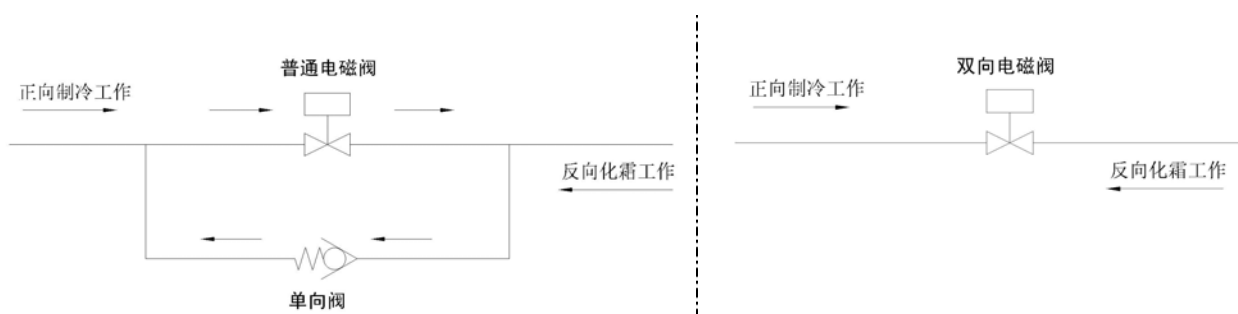 普通电磁阀
正向制冷工作
反向化霜工作
单向阀
双向电磁阀
正向制冷工作
反向化霜工作